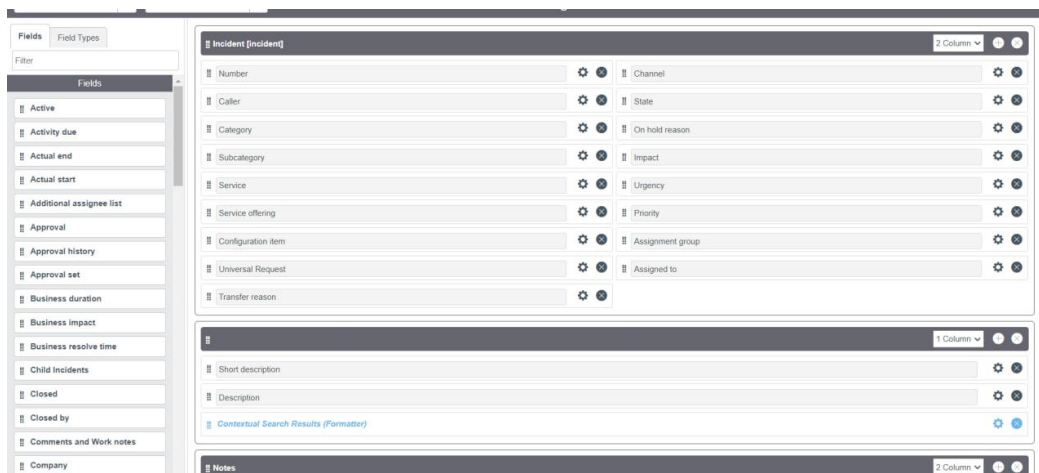 Fields Field Types
Filter
Fields
Active
Activity due
Actual end
Actual start
Additional assignee list
Approval
Approval history
Approval set
Business duration
Business impact
Business resolve time
Child Incidents
Closed
Closed by
Comments and Work notes
Company
Incident [incident] 2 Column
Number Channel
Caller State
Category On hold reason
Subcategory Impact
Service Urgency
Service offering Priority
Configuration item Assignment group
Universal Request Assigned to
Transfer reason
1 Column
Short description
Description
Contextual Search Results (Formatter)
Notes 2 Column